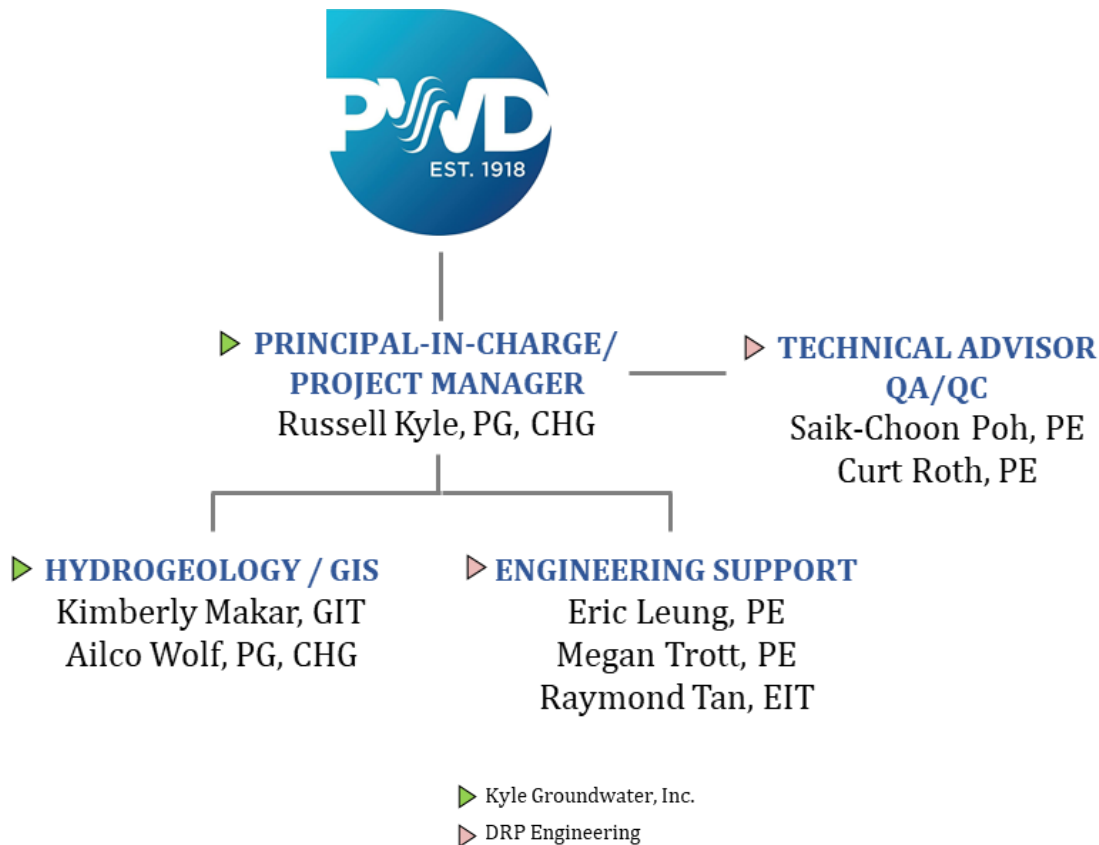 PWD
EST. 1918
PRINCIPAL-IN-CHARGE/
PROJECT MANAGER
Russell Kyle, PG, CHG
TECHNICAL ADVISOR
QA/QC
Saik-Choon Poh, PE
Curt Roth, PE
HYDROGEOLOGY / GIS
Kimberly Makar, GIT
Ailco Wolf, PG, CHG
ENGINEERING SUPPORT
Eric Leung, PE
Megan Trott, PE
Raymond Tan, EIT
Kyle Groundwater, Inc.
DRP Engineering